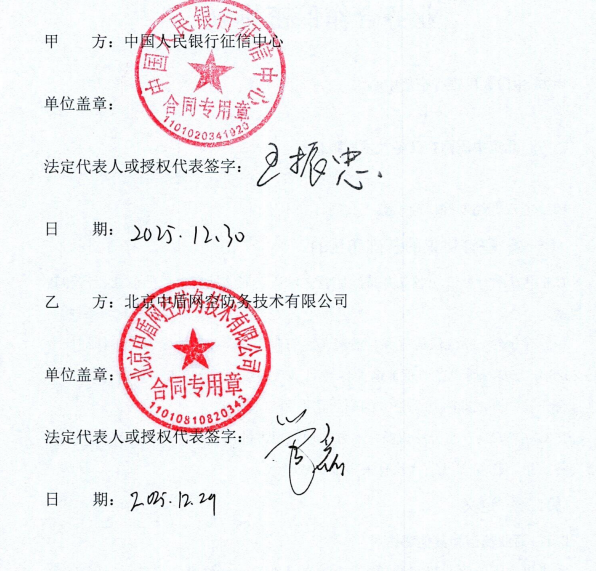 甲 方：中国人民银行征信中心
中国人民银行征信中心
合同专用章
1101020341920
单位盖章：
法定代表人或授权代表签字：王振忠
日 期：2025.12.30
乙 方：北京中盾网空防务技术有限公司
北京中盾网空防务技术有限公司
合同专用章
11010810820343
单位盖章：
法定代表人或授权代表签字：
日 期：2025.12.29